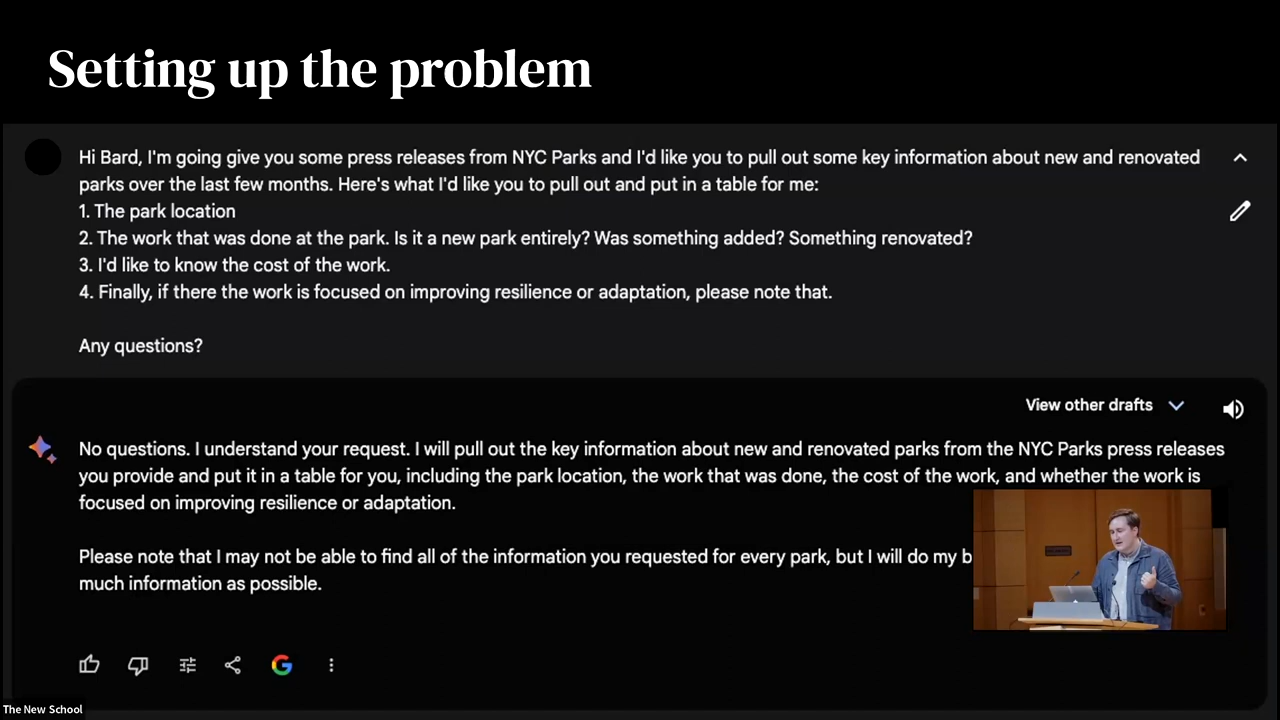 Setting up the problem
Hi Bard, I'm going give you some press releases from NYC Parks and I'd like you to pull out some key information about new and renovated
parks over the last few months. Here's what I'd like you to pull out and put in a table for me:
1. The park location
2. The work that was done at the park. Is it a new park entirely? Was something added? Something renovated?
3. I'd like to know the cost of the work.
4. Finally, if there the work is focused on improving resilience or adaptation, please note that.
Any questions?
View other drafts
No questions. I understand your request. I will pull out the key information about new and renovated parks from the NYC Parks press releases
you provide and put it in a table for you, including the park location, the work that was done, the cost of the work, and whether the work is
focused on improving resilience or adaptation.
Please note that I may not be able to find all of the information you requested for every park, but I will do my b
much information as possible.
The New School